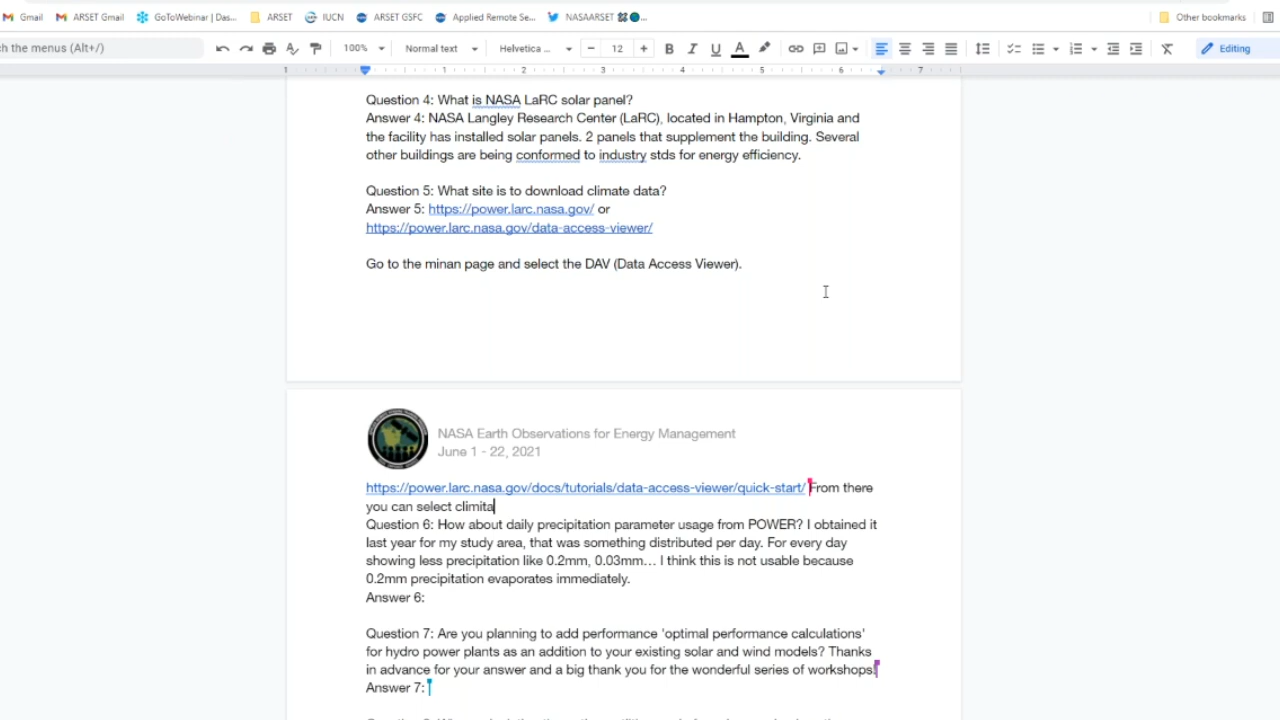 Gmail
ARSET Gmail
GoToWebinar | Das...
ARSET
IUCN
ARSET GSFC
Applied Remote Se...
NASAARSET
Other bookmarks
ch the menus (Alt+/)
100%
Normal text
Helvetica ...
12
B
I
U
A
Editing
1
1
2
3
4
5
6
7
Question 4: What is NASA LaRC solar panel?
Answer 4: NASA Langley Research Center (LaRC), located in Hampton, Virginia and
the facility has installed solar panels. 2 panels that supplement the building. Several
other buildings are being conformed to industry stds for energy efficiency.
Question 5: What site is to download climate data?
Answer 5: https://power.larc.nasa.gov/ or
https://power.larc.nasa.gov/data-access-viewer/
Go to the minan page and select the DAV (Data Access Viewer).
NASA Earth Observations for Energy Management
June 1 - 22, 2021
https://power.larc.nasa.gov/docs/tutorials/data-access-viewer/quick-start/ From there
you can select climita
Question 6: How about daily precipitation parameter usage from POWER? I obtained it
last year for my study area, that was something distributed per day. For every day
showing less precipitation like 0.2mm, 0.03mm... I think this is not usable because
0.2mm precipitation evaporates immediately.
Answer 6:
Question 7: Are you planning to add performance 'optimal performance calculations'
for hydro power plants as an addition to your existing solar and wind models? Thanks
in advance for your answer and a big thank you for the wonderful series of workshops!
Answer 7: